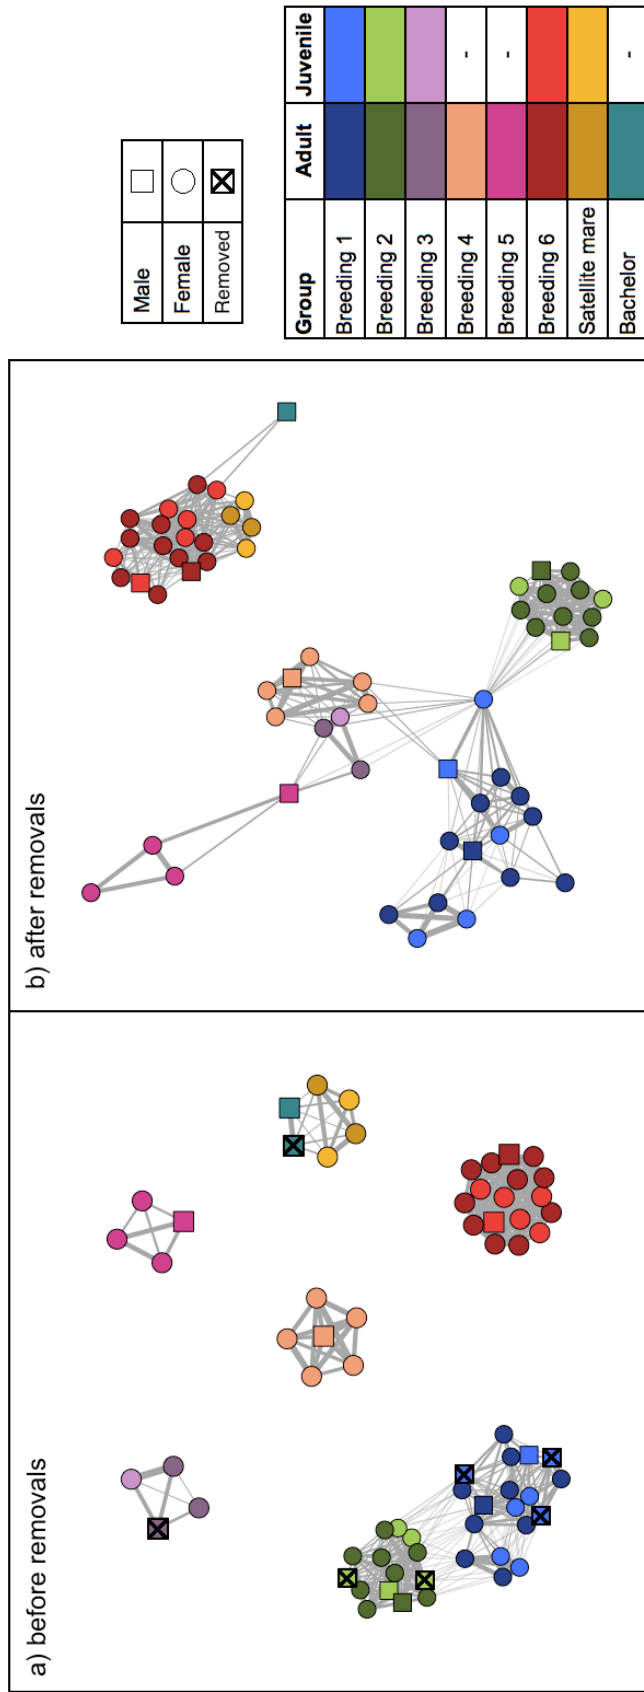 a) before removals
b) after removals
Male
Female
Removed
Group Adult Juvenile
Breeding 1
Breeding 2
Breeding 3
Breeding 4 - 
Breeding 5 - 
Breeding 6
Satellite mare
Bachelor -